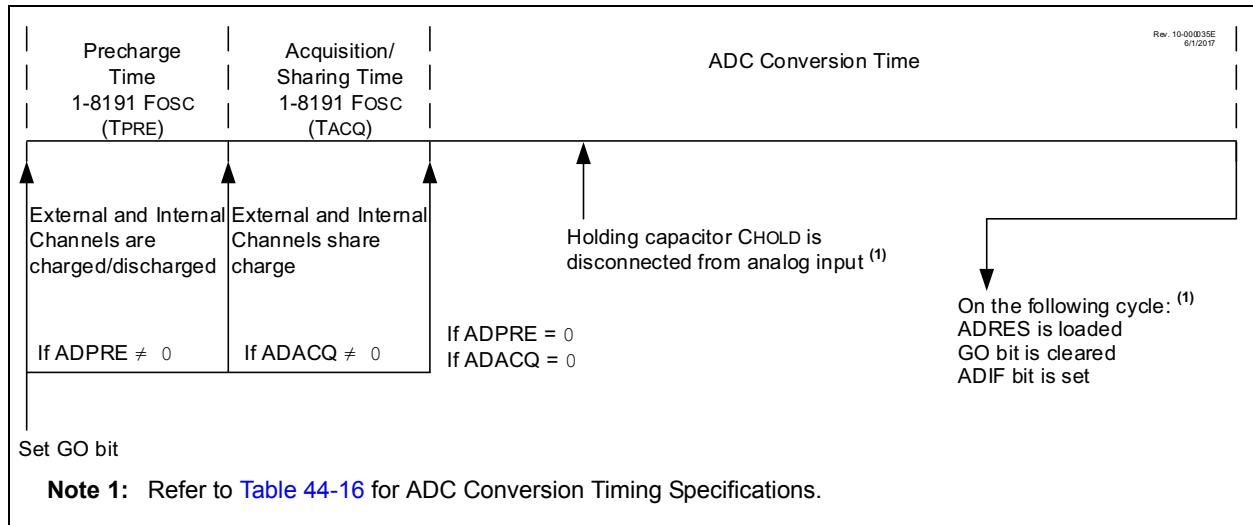 Rev. 10-000035E
6/1/2017
Precharge
Time
1-8191 FOSC
(TPRE)
Acquisition/
Sharing Time
1-8191 FOSC
(TACQ)
ADC Conversion Time
External and Internal
Channels are
charged/discharged
External and Internal
Channels share
charge
Holding capacitor CHOLD is
disconnected from analog input (1)
On the following cycle: (1)
ADRES is loaded
GO bit is cleared
ADIF bit is set
If ADPRE ≠ 0
If ADACQ ≠ 0
If ADPRE = 0
If ADACQ = 0
Set GO bit
Note 1: Refer to Table 44-16 for ADC Conversion Timing Specifications.